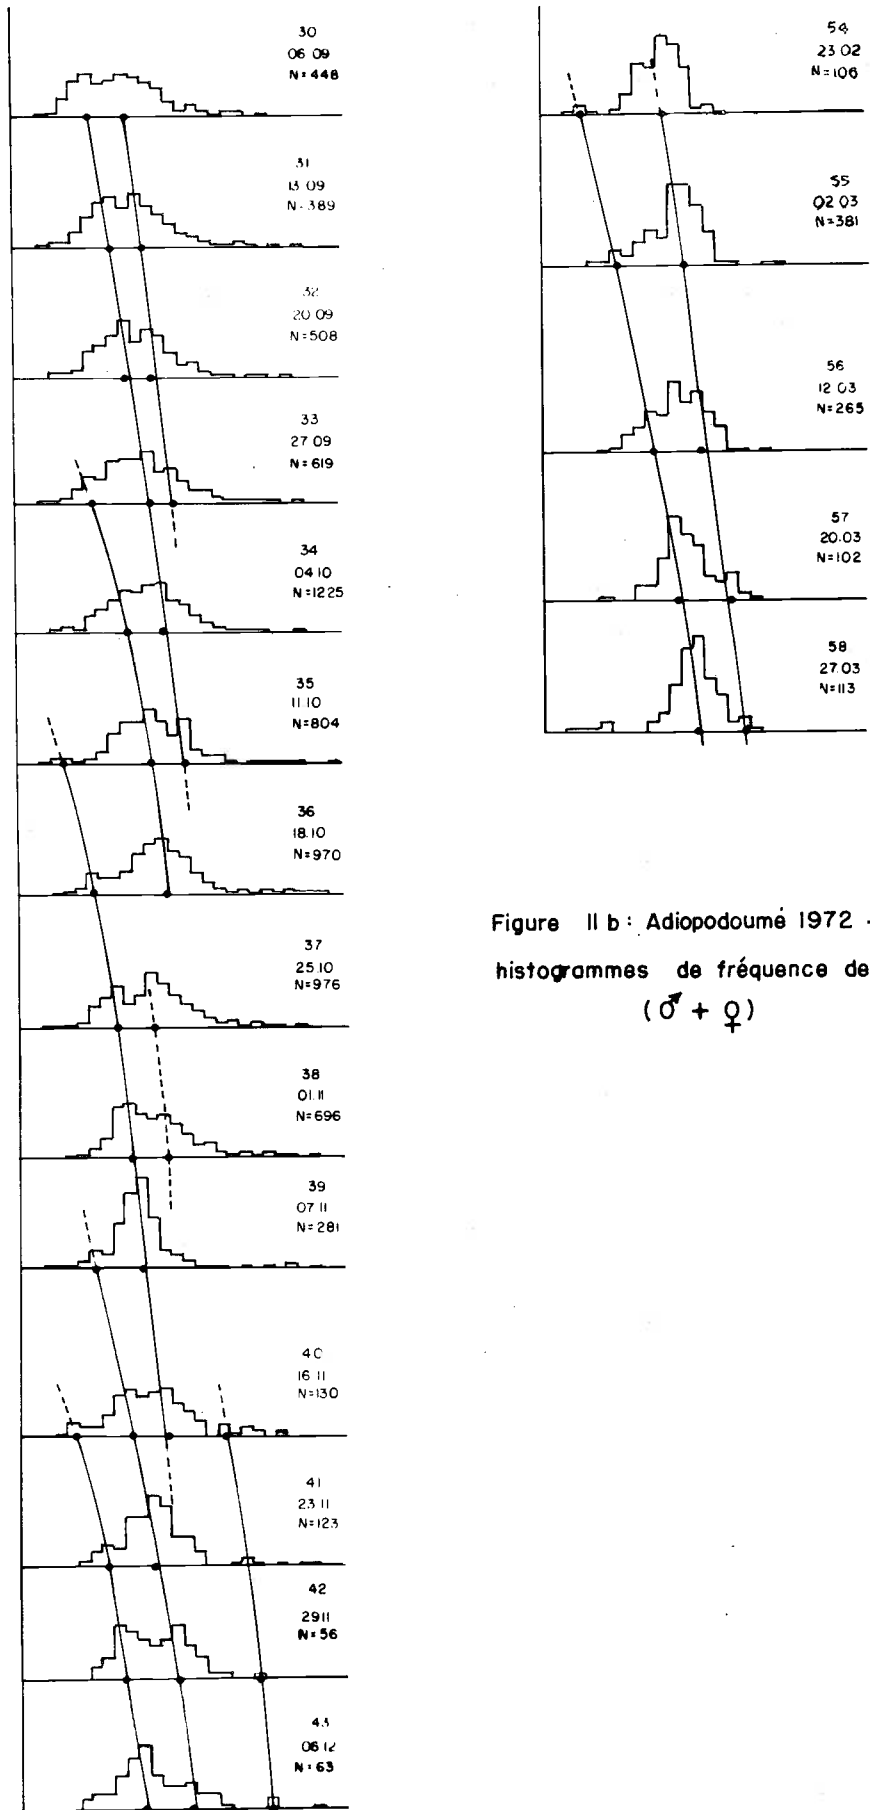 30
06 09
N=448
31
13 09
N=389
32
20 09
N=508
33
27 09
N=619
34
04 10
N=1225
35
11.10
N=804
36
18.10
N=970
37
25.10
N=976
38
01.11
N=696
39
07 11
N=281
40
16 11
N=130
41
23 11
N=123
42
29 11
N=56
43
06 12
N=63
54
23 02
N=106
55
02 03
N=381
56
12 03
N=265
57
20.03
N=102
58
27.03
N=113
Figure II b : Adiopodoumé 1972 -
histogrammes de fréquence de
(♂ + ♀)